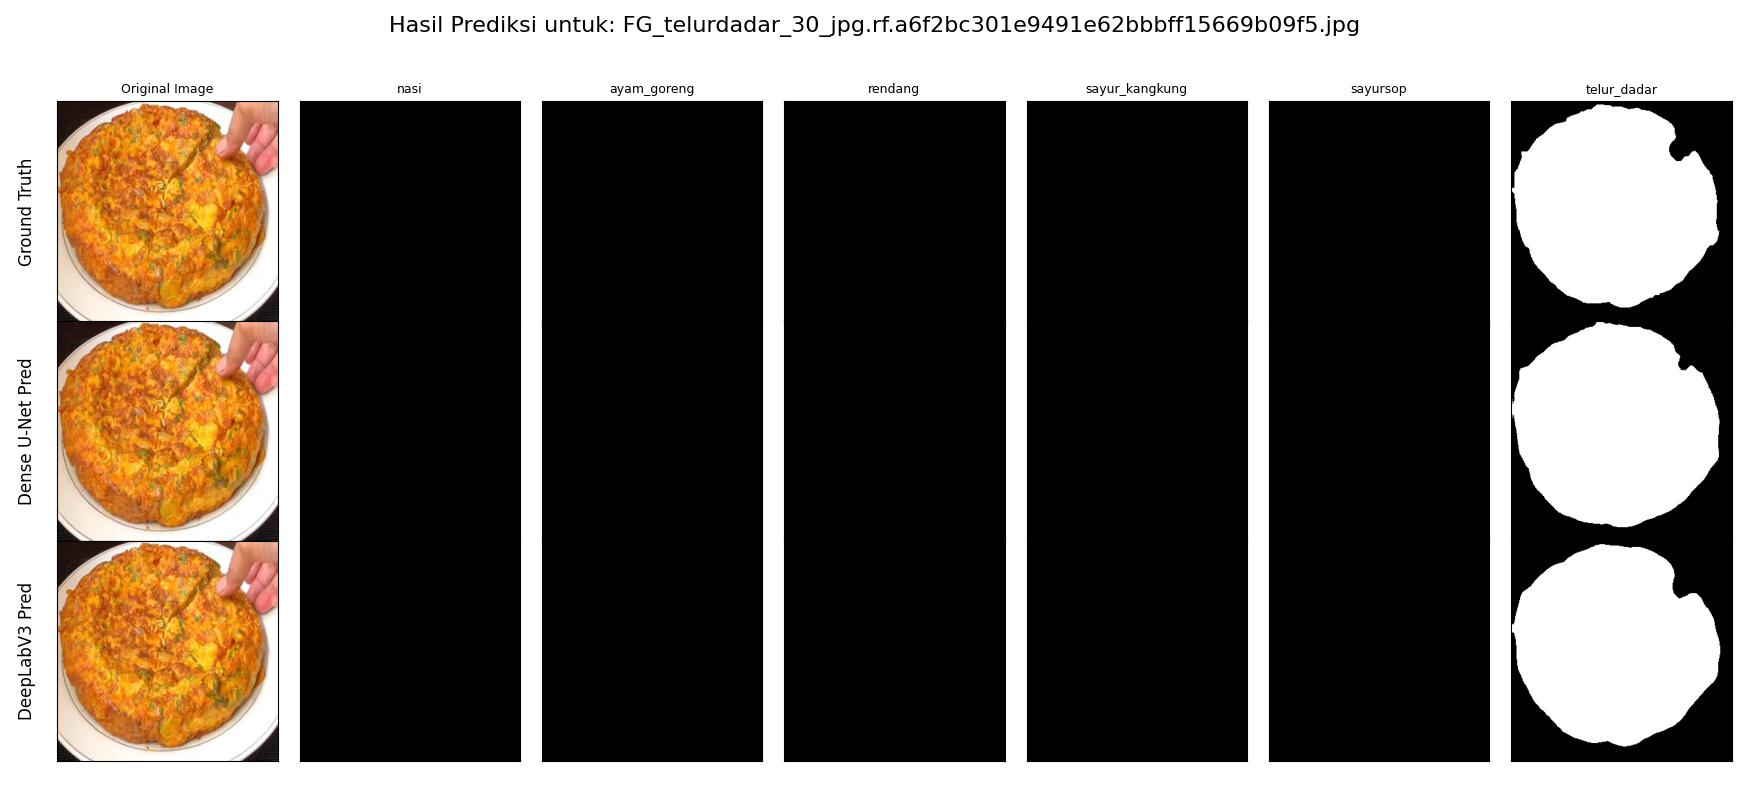 Hasil Prediksi untuk: FG_telurdadar_30_jpg.rf.a6f2bc301e9491e62bbbff15669b09f5.jpg
Original Image nasi ayam_goreng rendang sayur_kangkung sayursop telur_dadar
Ground Truth
Dense U-Net Pred
DeepLabV3 Pred